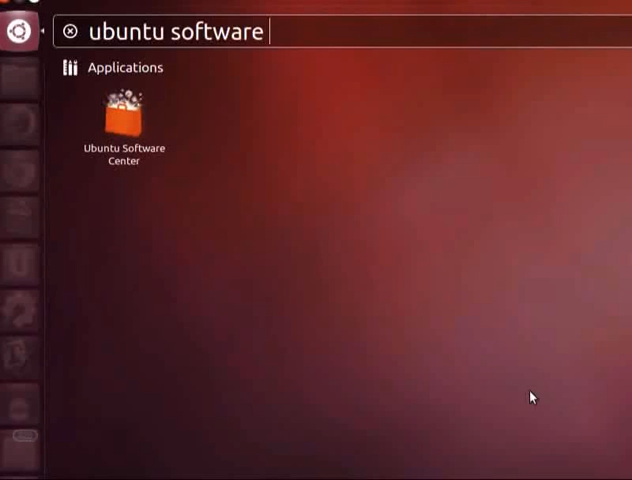 ubuntu software
Applications
Ubuntu Software
Center